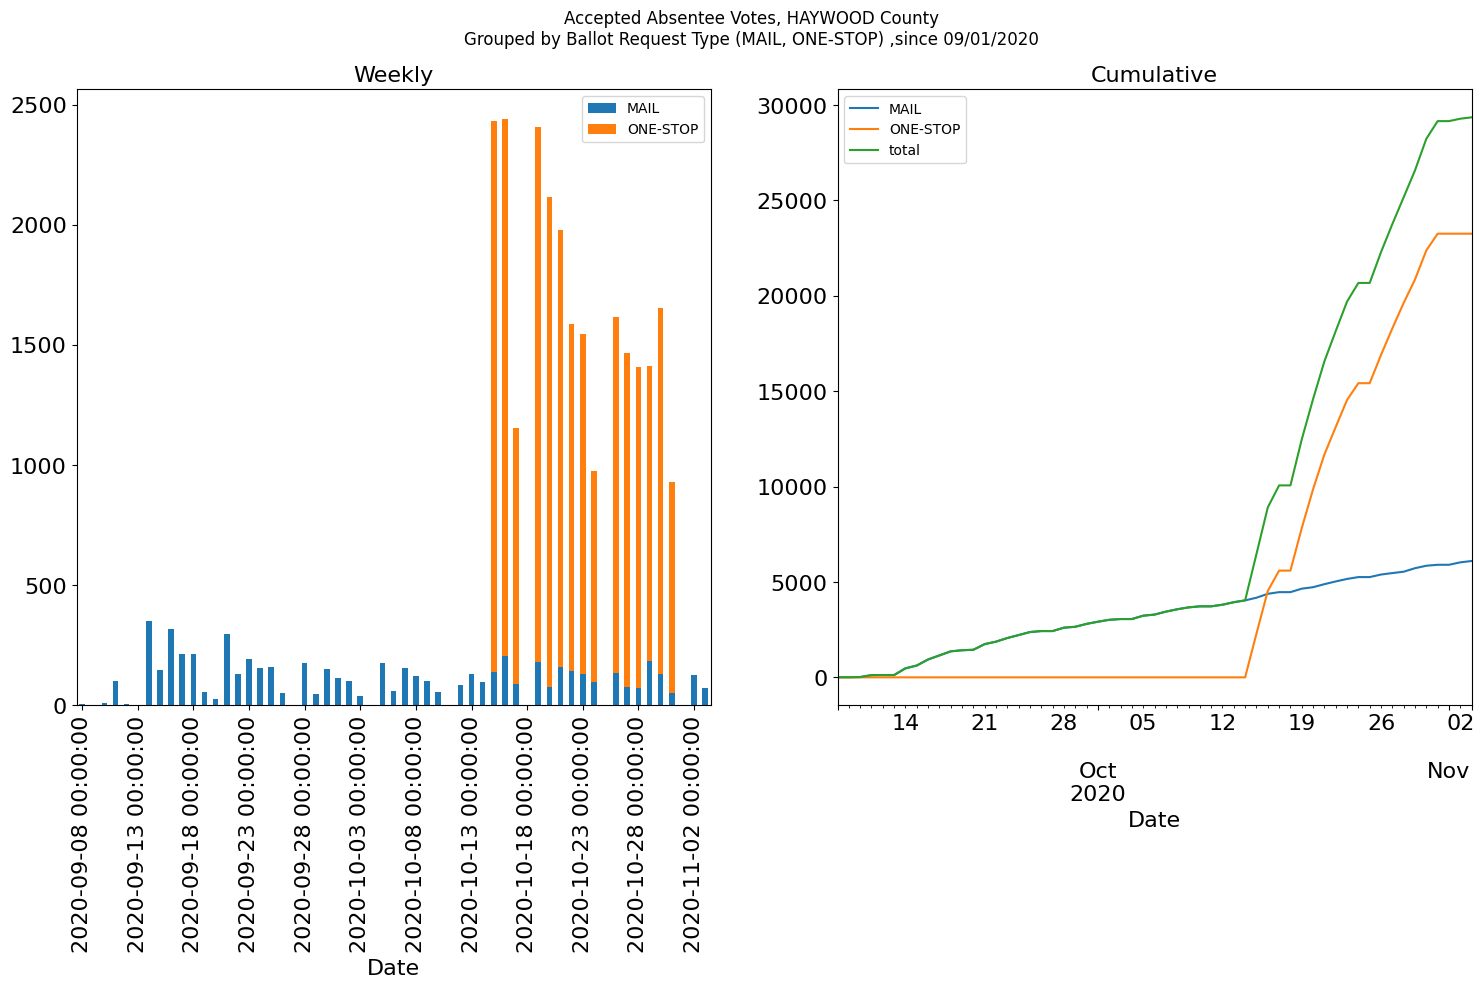 Accepted Absentee Votes, HAYWOOD County
Grouped by Ballot Request Type (MAIL, ONE-STOP) ,since 09/01/2020
Weekly
2500
2000
1500
1000
500
0
MAIL
ONE-STOP
2020-09-08 00:00:00
2020-09-13 00:00:00
2020-09-18 00:00:00
2020-09-23 00:00:00
2020-09-28 00:00:00
2020-10-03 00:00:00
2020-10-08 00:00:00
2020-10-13 00:00:00
2020-10-18 00:00:00
2020-10-23 00:00:00
2020-10-28 00:00:00
2020-11-02 00:00:00
Date
Cumulative
30000
25000
20000
15000
10000
5000
0
MAIL
ONE-STOP
total
14 21 28 05 12 19 26 02
Oct Nov
2020
Date